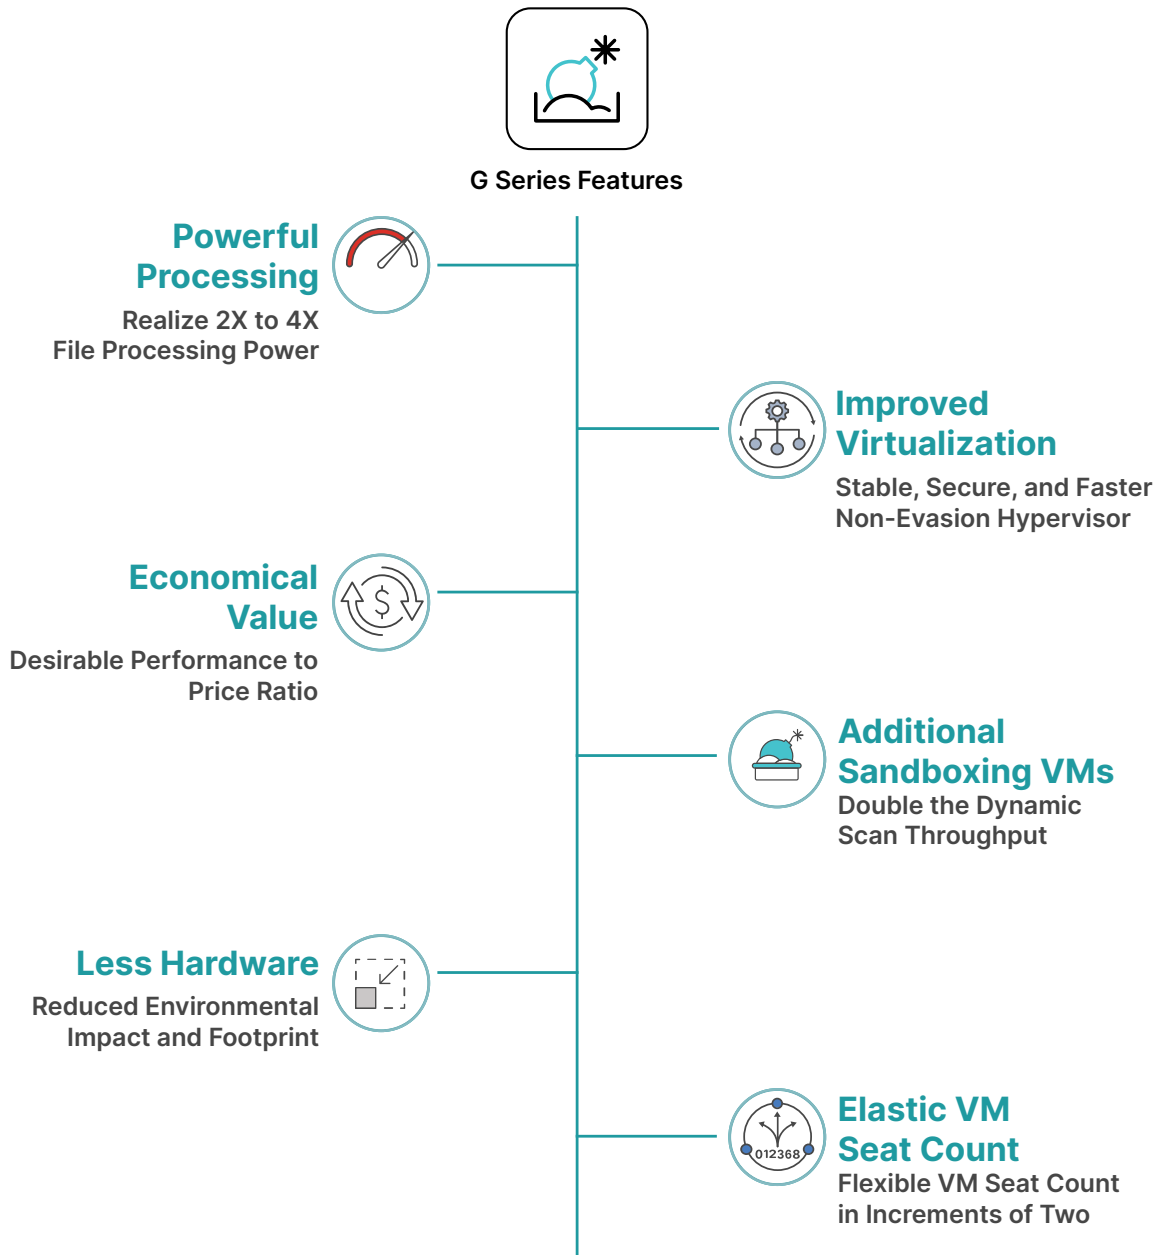 G Series Features
Powerful
Processing
Realize 2X to 4X
File Processing Power
Improved
Virtualization
Stable, Secure, and Faster
Non-Evasion Hypervisor
Economical
Value
$
Desirable Performance to
Price Ratio
Additional
Sandboxing VMs
Double the Dynamic
Scan Throughput
Less Hardware
Reduced Environmental
Impact and Footprint
Elastic VM
Seat Count
012368
Flexible VM Seat Count
in Increments of Two